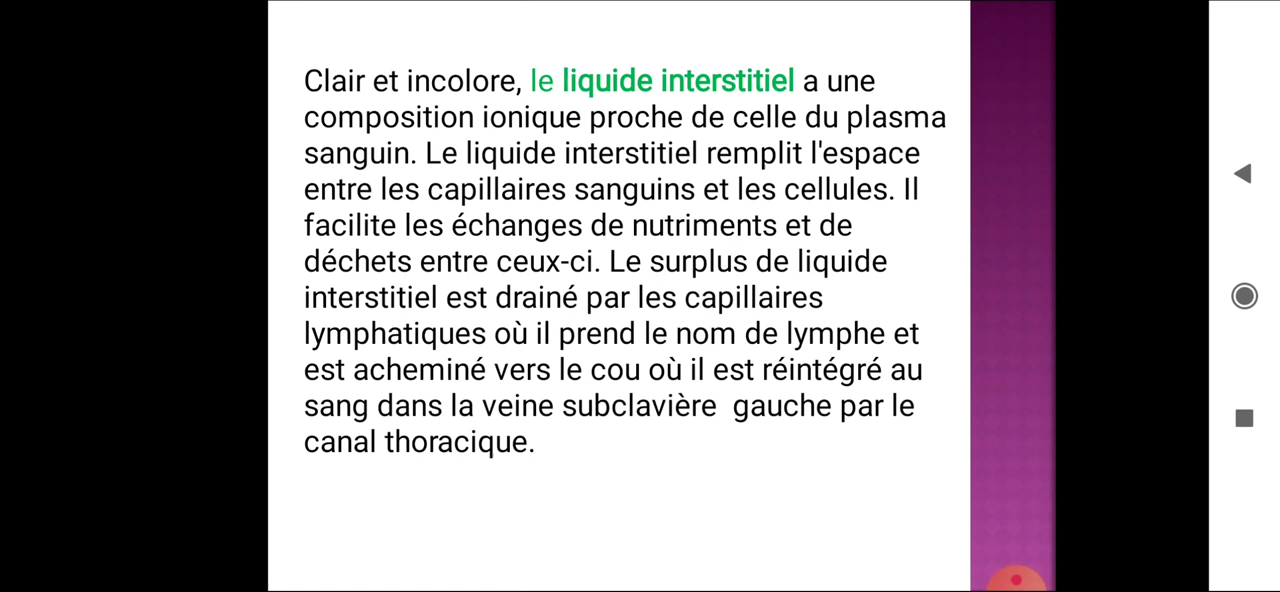 Clair et incolore, le liquide interstitiel a une
composition ionique proche de celle du plasma
sanguin. Le liquide interstitiel remplit l'espace
entre les capillaires sanguins et les cellules. Il
facilite les échanges de nutriments et de
déchets entre ceux-ci. Le surplus de liquide
interstitiel est drainé par les capillaires
lymphatiques où il prend le nom de lymphe et
est acheminé vers le cou où il est réintégré au
sang dans la veine subclavière  gauche par le
canal thoracique.